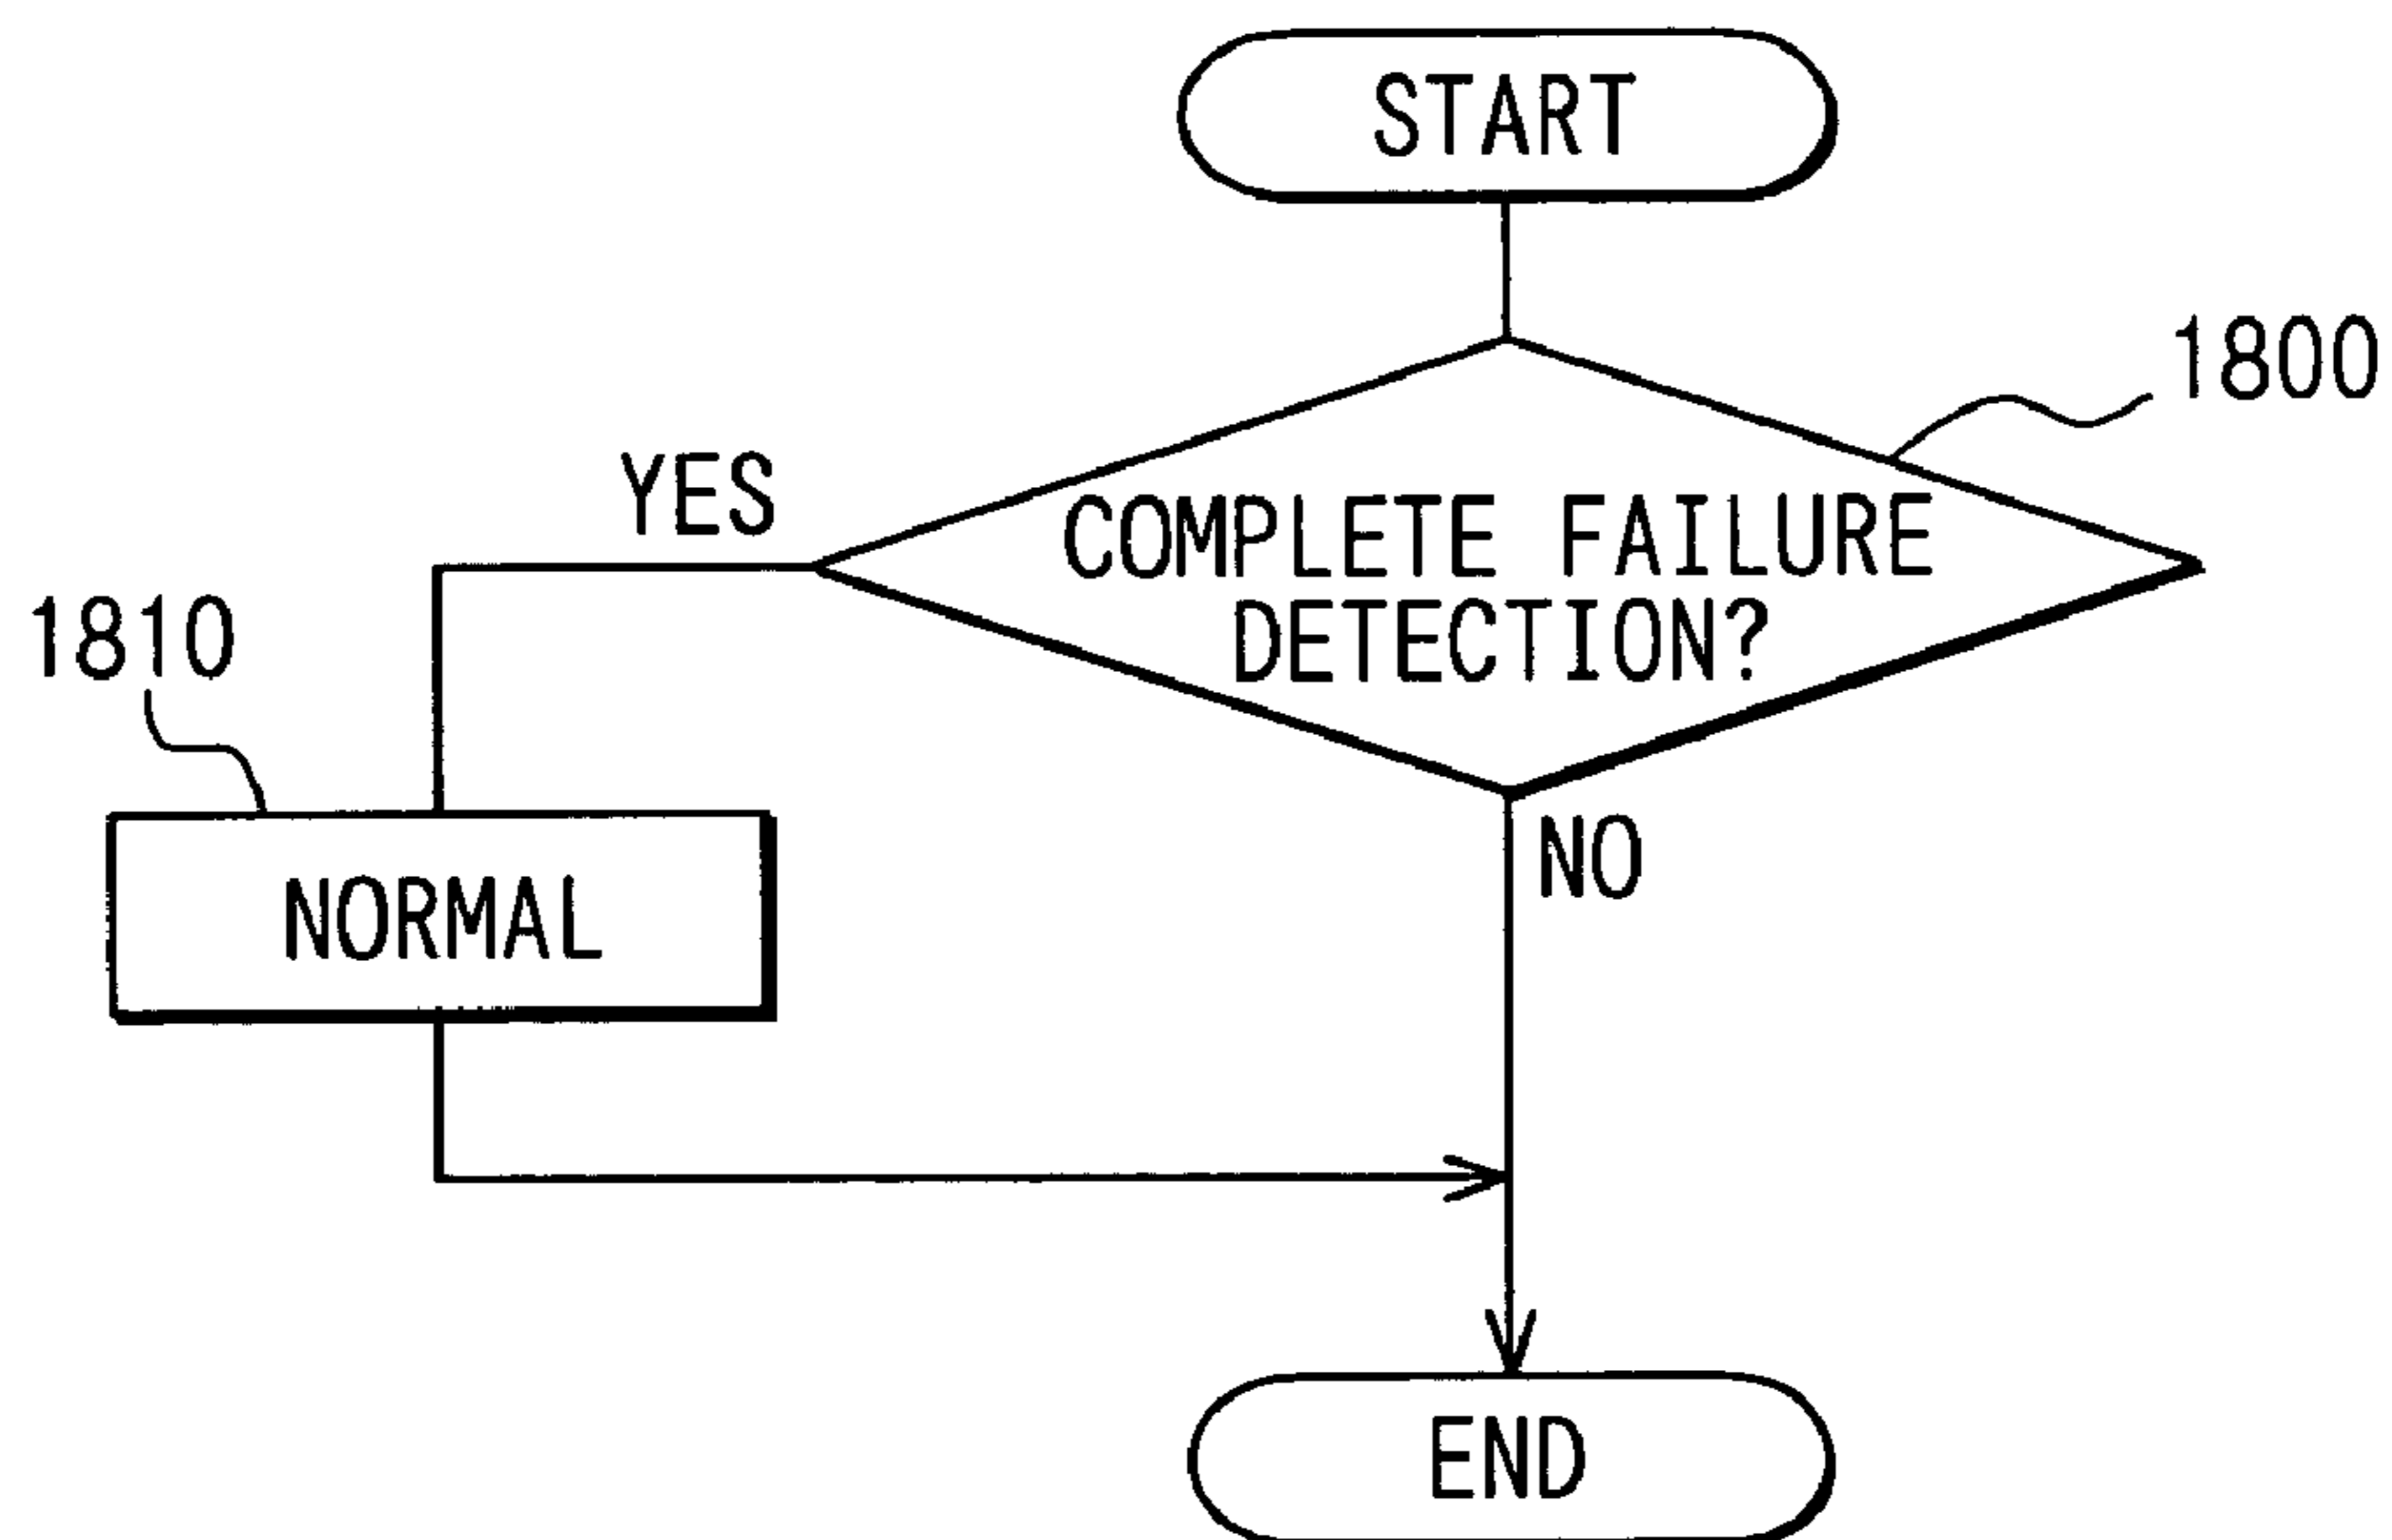 START
1800
YES
COMPLETE FAILURE
DETECTION?
1810
NO
NORMAL
END